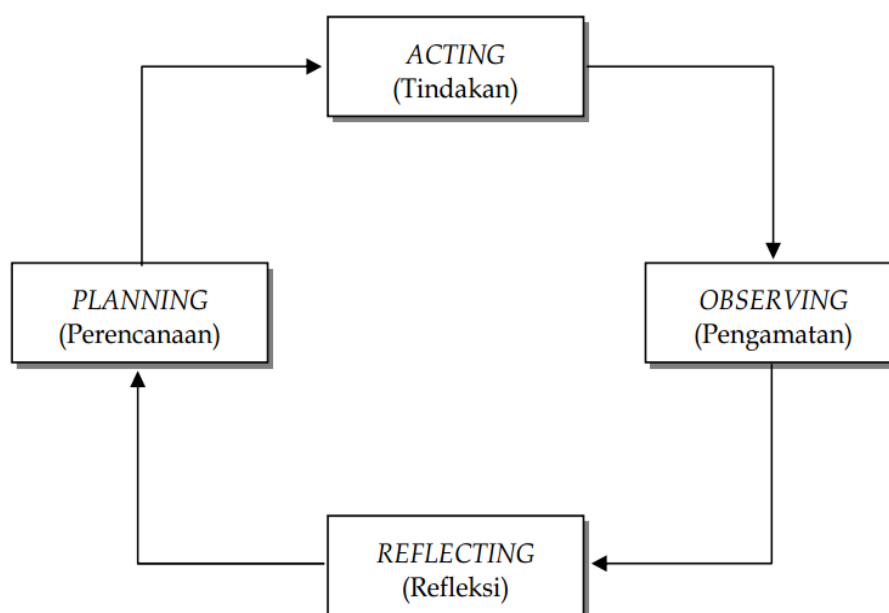 ACTING
(Tindakan)
PLANNING
(Perencanaan)
OBSERVING
(Pengamatan)
REFLECTING
(Refleksi)